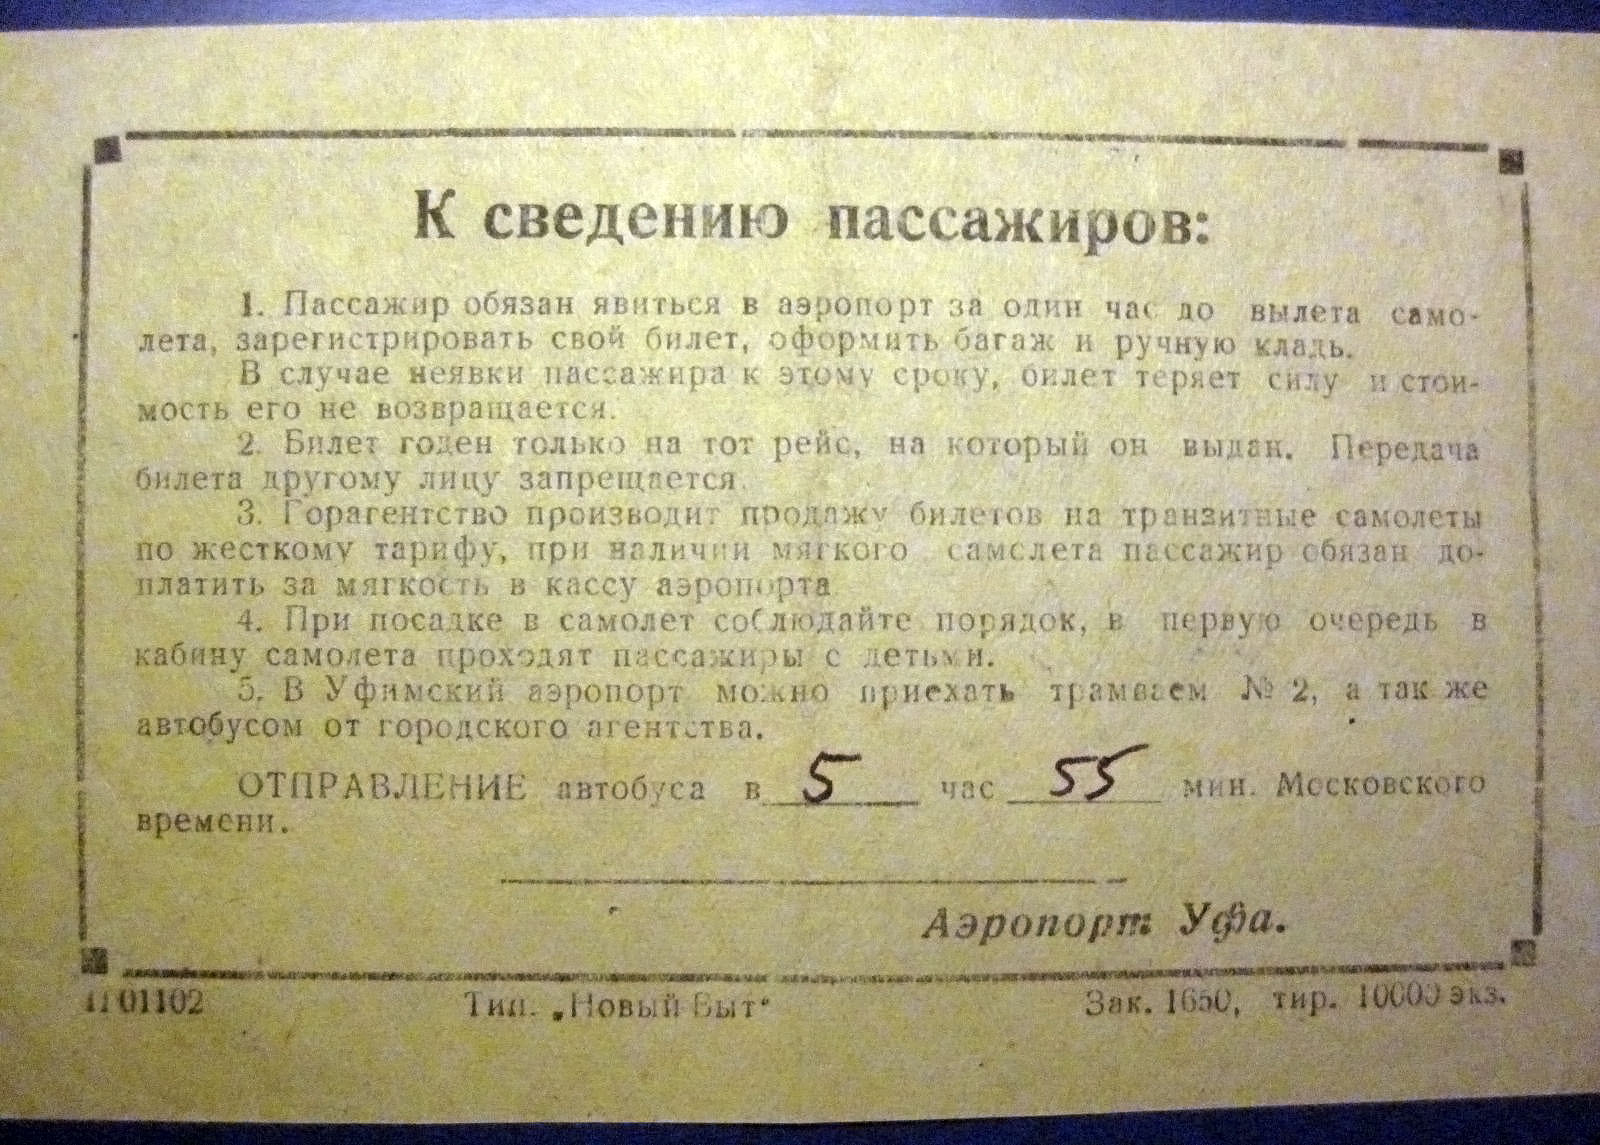 К сведению пассажиров:
1. Пассажир обязан явиться в аэропорт за один час до вылета само-
лета, зарегистрировать свой билет, оформить багаж и ручную кладь.
В случае неявки пассажира к этому сроку, билет теряет силу и стои-
мость его не возвращается.
2. Билет годен только на тот рейс, на который он выдан. Передача
билета другому лицу запрещается.
3. Горагентство производит продажу билетов на транзитные самолеты
по жесткому тарифу, при наличии мягкого самолета пассажир обязан до-
платить за мягкость в кассу аэропорта
4. При посадке в самолет соблюдайте порядок, в первую очередь в
кабину самолета проходят пассажиры с детьми.
5. В Уфимский аэропорт можно приехать трамваем № 2, а так же
автобусом от городского агентства.
ОТПРАВЛЕНИЕ автобуса в 5 час 55 мин. Московского
времени.
Аэропорт Уфа.
П01102 Тип. „Новый Быт“ Зак. 1650, тир. 10000 экз.